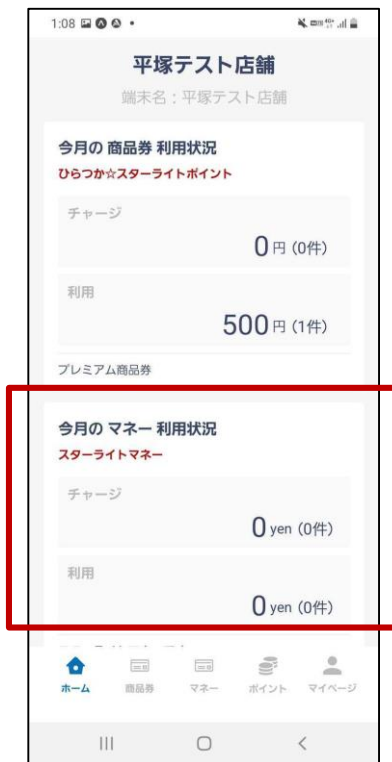 1:08
平塚テスト店舗
端末名：平塚テスト店舗
今月の 商品券 利用状況
ひらつか☆スターライトポイント
チャージ
0 円 (0件)
利用
500 円 (1件)
プレミアム商品券
今月の マネー 利用状況
スターライトマネー
チャージ
0 yen (0件)
利用
0 yen (0件)
ホーム 商品券 マネー ポイント マイページ